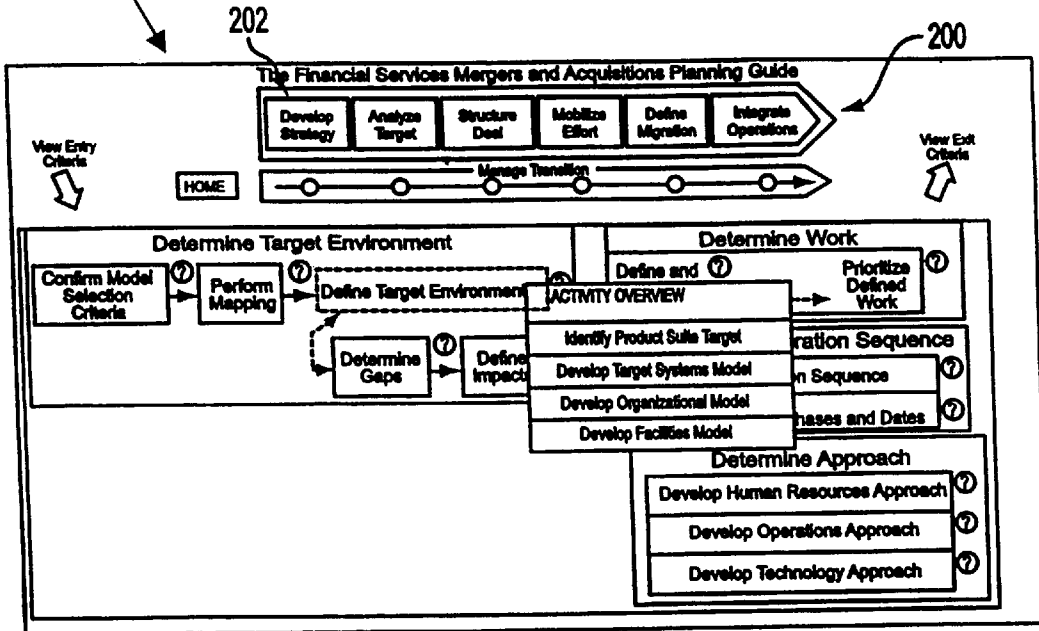 202
200
The Financial Services Mergers and Acquisitions Planning Guide
Develop
Strategy
Analyze
Target
Structure
Deal
Mobilize
Effort
Define
Migration
Integrate
Operations
View Entry
Criteria
View Exit
Criteria
HOME
Manage Transition
Determine Target Environment
Confirm Model
Selection
Criteria
?
Perform
Mapping
?
Define Target Environment
?
Determine
Gaps
?
Define
Impacts
ACTIVITY OVERVIEW
Identify Product Suite Target
Develop Target Systems Model
Develop Organizational Model
Develop Facilities Model
Determine Work
Define and
?
Prioritize
Defined
Work
?
ration Sequence
n Sequence
?
hases and Dates
?
Determine Approach
Develop Human Resources Approach
?
Develop Operations Approach
?
Develop Technology Approach
?